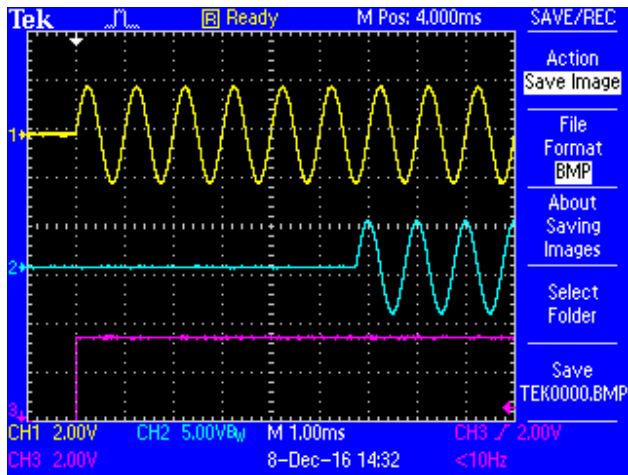 Tek R Ready M Pos: 4.000ms SAVE/REC
Action
Save Image
File
Format
BMP
About
Saving
Images
Select
Folder
Save
TEK0000.BMP
1
2
3
CH1 2.00V CH2 5.00VBW M 1.00ms CH3 / 2.00V
CH3 2.00V 8-Dec-16 14:32 <10Hz